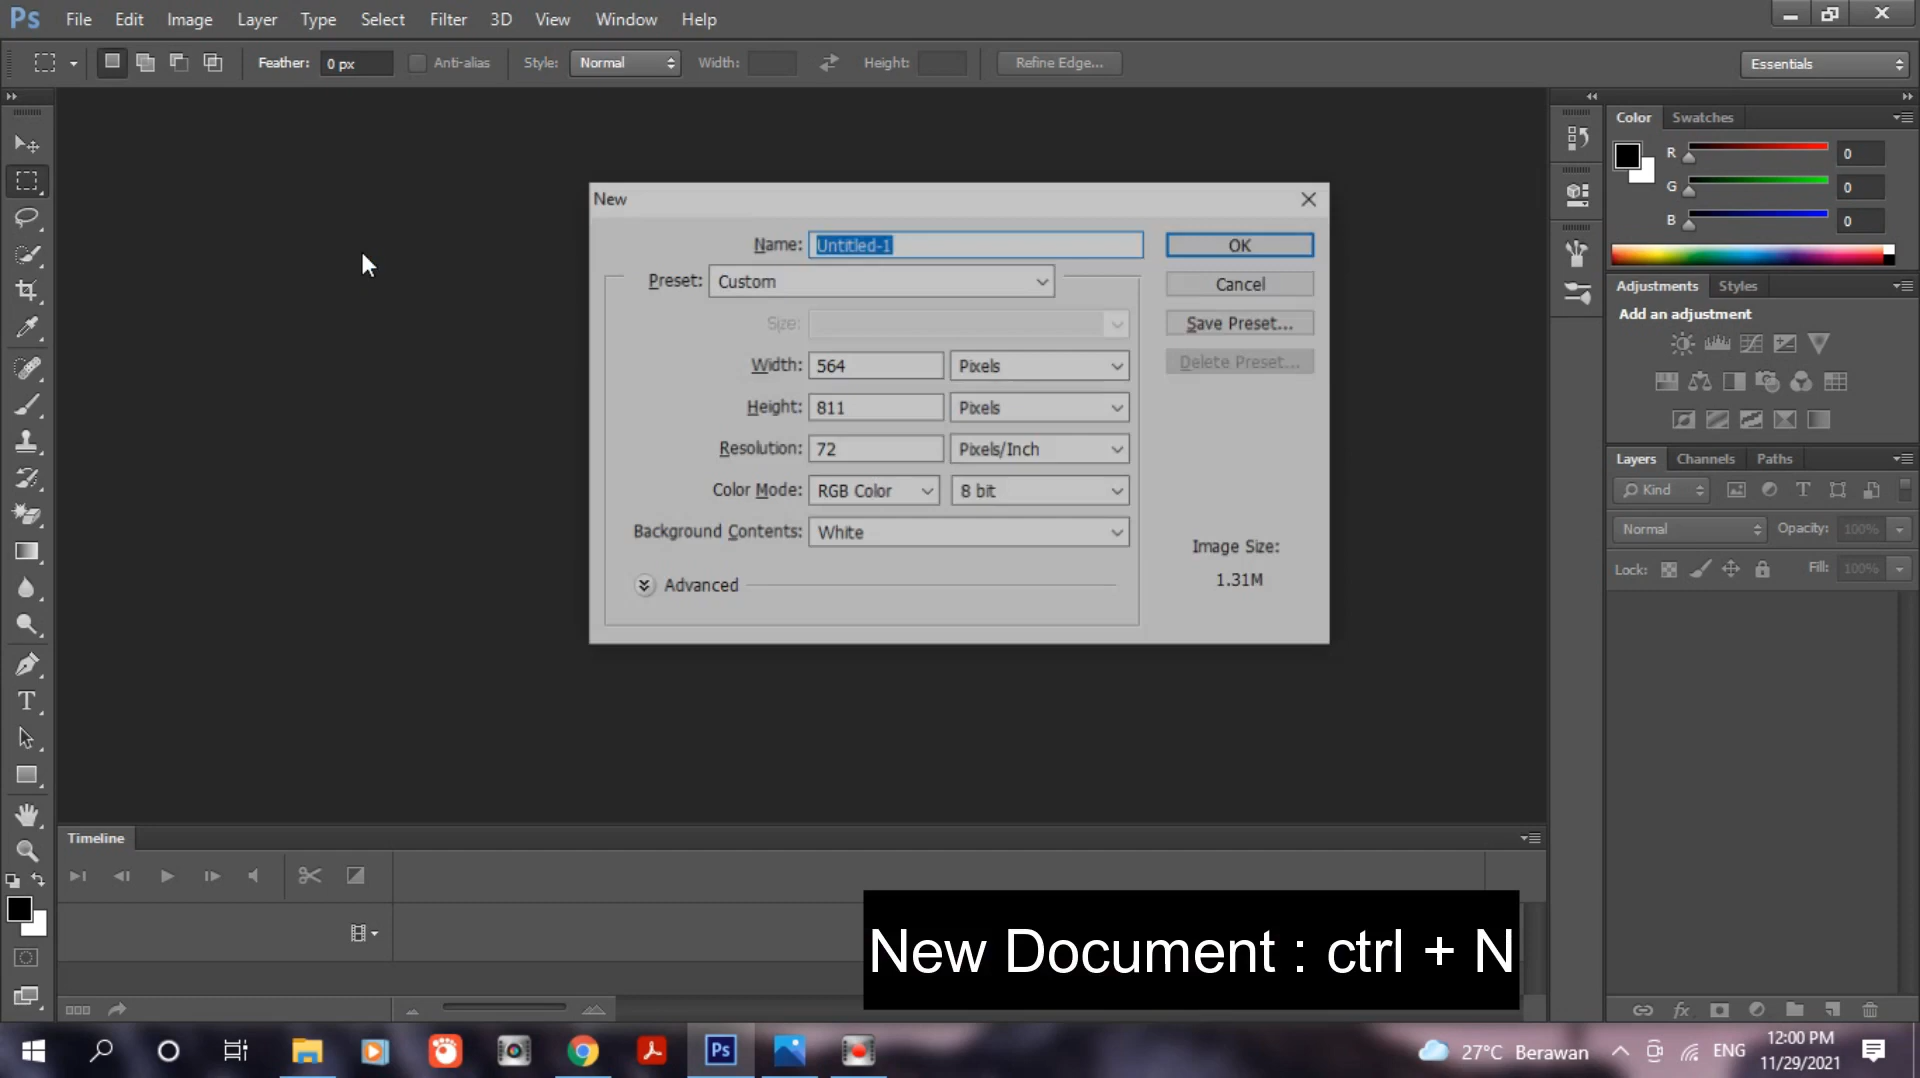 Ps File Edit Image Layer Type Select Filter 3D View Window Help
Feather: 0 px Anti-alias Style: Normal Width: Height: Refine Edge... Essentials
Color Swatches
R 0
G 0
B 0
New
Name: Untitled-1 OK
Preset: Custom Cancel
Size: Save Preset...
Width: 564 Pixels Delete Preset...
Height: 811 Pixels
Resolution: 72 Pixels/Inch
Color Mode: RGB Color 8 bit
Background Contents: White
Image Size:
1.31M
Advanced
Adjustments Styles
Add an adjustment
Layers Channels Paths
Kind T
Normal Opacity: 100%
Lock: Fill: 100%
T
Timeline
New Document : ctrl + N
fx
Ps
27°C Berawan ENG
12:00 PM
11/29/2021